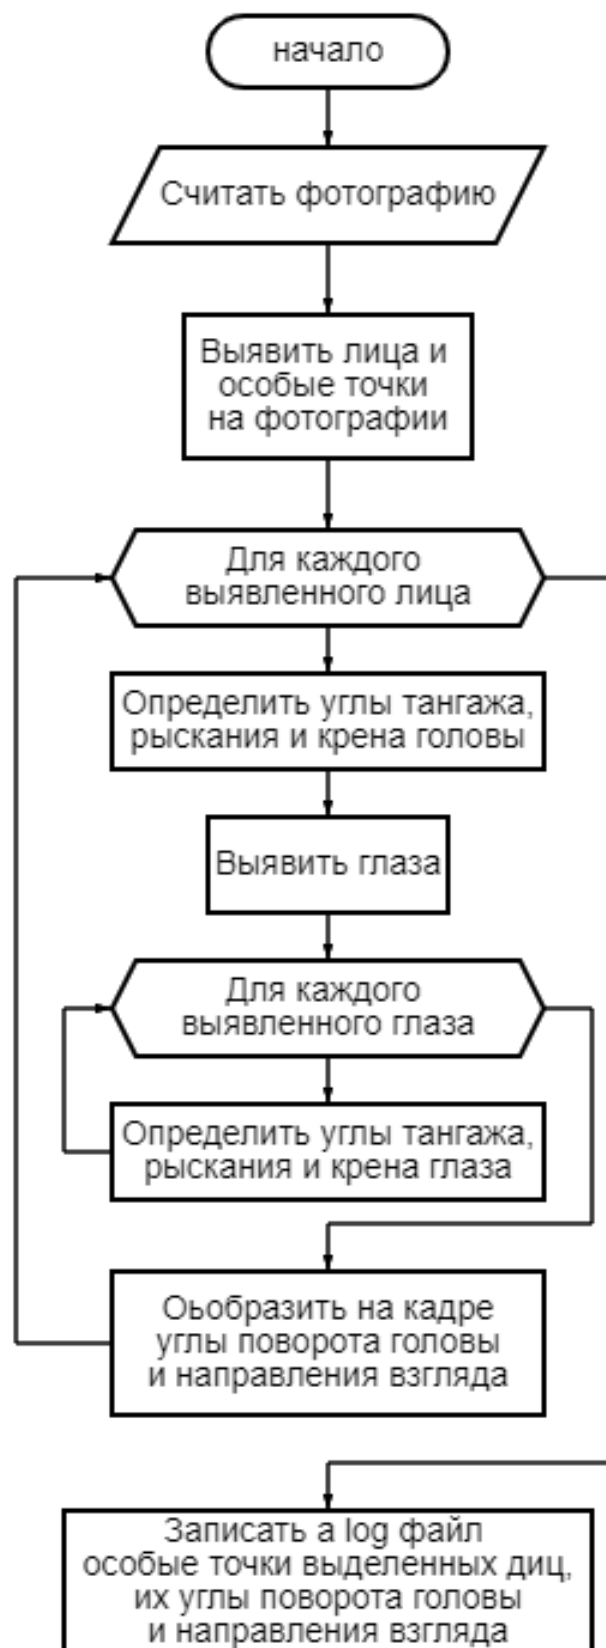 начало
Считать фотографию
Выявить лица и
особые точки
на фотографии
Для каждого
выявленного лица
Определить углы тангажа,
рыскания и крена головы
Выявить глаза
Для каждого
выявленного глаза
Определить углы тангажа,
рыскания и крена глаза
Оьобразить на кадре
углы поворота головы
и направления взгляда
Записать а log файл
особые точки выделенных диц,
их углы поворота головы
и направления взгляда